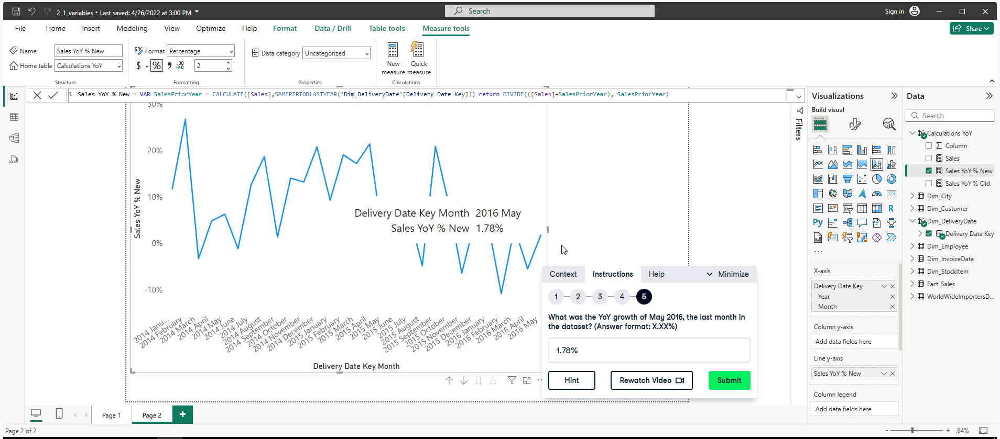 2_1_variables • Last saved: 4/26/2022 at 3:00 PM
Search
Sign in
File Home Insert Modeling View Optimize Help Format Data / Drill Table tools Measure tools
Share
Name Sales YoY % New
Home table Calculations YoY
Structure
Format Percentage
$ % 2
Formatting
Data category Uncategorized
Properties
New measure
Quick measure
Calculations
1 Sales YoY % New = VAR SalesPriorYear = CALCULATE([Sales],SAMEPERIODLASTYEAR('Dim_DeliveryDate'[Delivery Date Key])) return DIVIDE(([Sales]-SalesPriorYear), SalesPriorYear)
30%
20%
10%
0%
-10%
Sales YoY % New
Delivery Date Key Month 2016 May
Sales YoY % New 1.78%
2014 Janu...
2014 February
2014 March
2014 April
2014 May
2014 June
2014 July
2014 August
2014 September
2014 October
2014 November
2014 December
2015 January
2015 February
2015 March
2015 April
2015 May
2015 June
2015 July
2015 August
2015 September
2015 October
2015 November
2015 December
2016 January
2016 February
2016 March
2016 April
2016 May
Delivery Date Key Month
Context Instructions Help Minimize
1 2 3 4 5
What was the YoY growth of May 2016, the last month in
the dataset? (Answer format: X.XX%)
1.78%
Hint Rewatch Video Submit
Filters
Visualizations
Build visual
123
R
Py
123
...
X-axis
Delivery Date Key
Year
Month
Column y-axis
Add data fields here
Line y-axis
Sales YoY % New
Column legend
Add data fields here
Data
Search
Calculations YoY
Column
Sales
Sales YoY % New
Sales YoY % Old
Dim_City
Dim_Customer
Dim_DeliveryDate
Delivery Date Key
Dim_Employee
Dim_InvoiceDate
Dim_StockItem
Fact_Sales
WorldWideImportersD...
Page 1 Page 2 +
Page 2 of 2
- + 84%